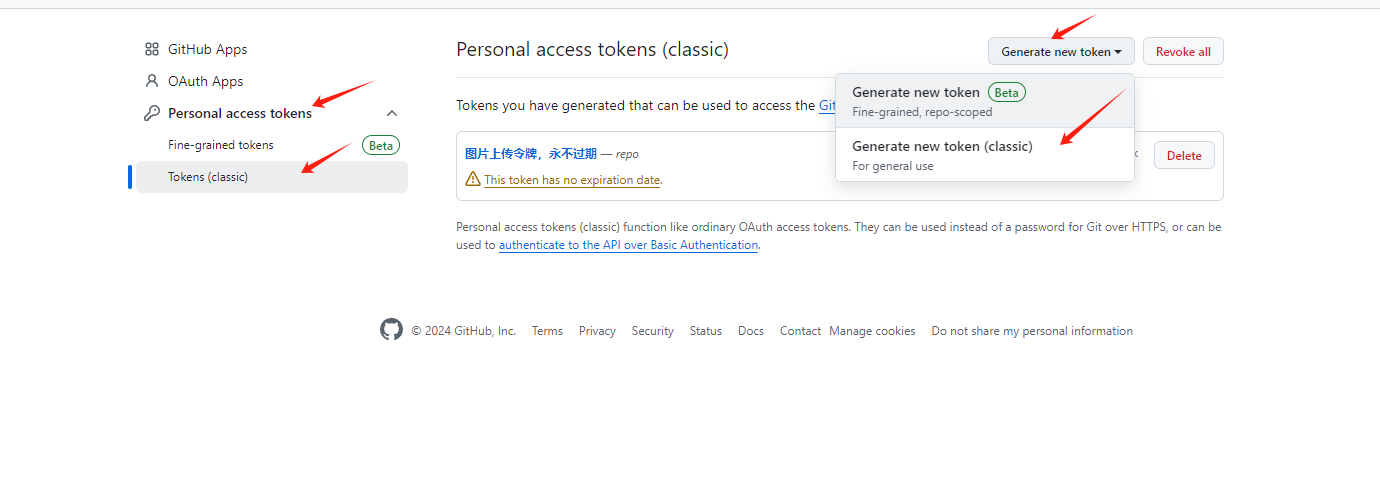 GitHub Apps
OAuth Apps
Personal access tokens
Fine-grained tokens Beta
Tokens (classic)
Personal access tokens (classic)
Generate new token
Revoke all
Generate new token Beta
Fine-grained, repo-scoped
Generate new token (classic)
For general use
Tokens you have generated that can be used to access the Git
图片上传令牌，永不过期 — repo
Delete
This token has no expiration date.
Personal access tokens (classic) function like ordinary OAuth access tokens. They can be used instead of a password for Git over HTTPS, or can be
used to authenticate to the API over Basic Authentication.
© 2024 GitHub, Inc. Terms Privacy Security Status Docs Contact Manage cookies Do not share my personal information